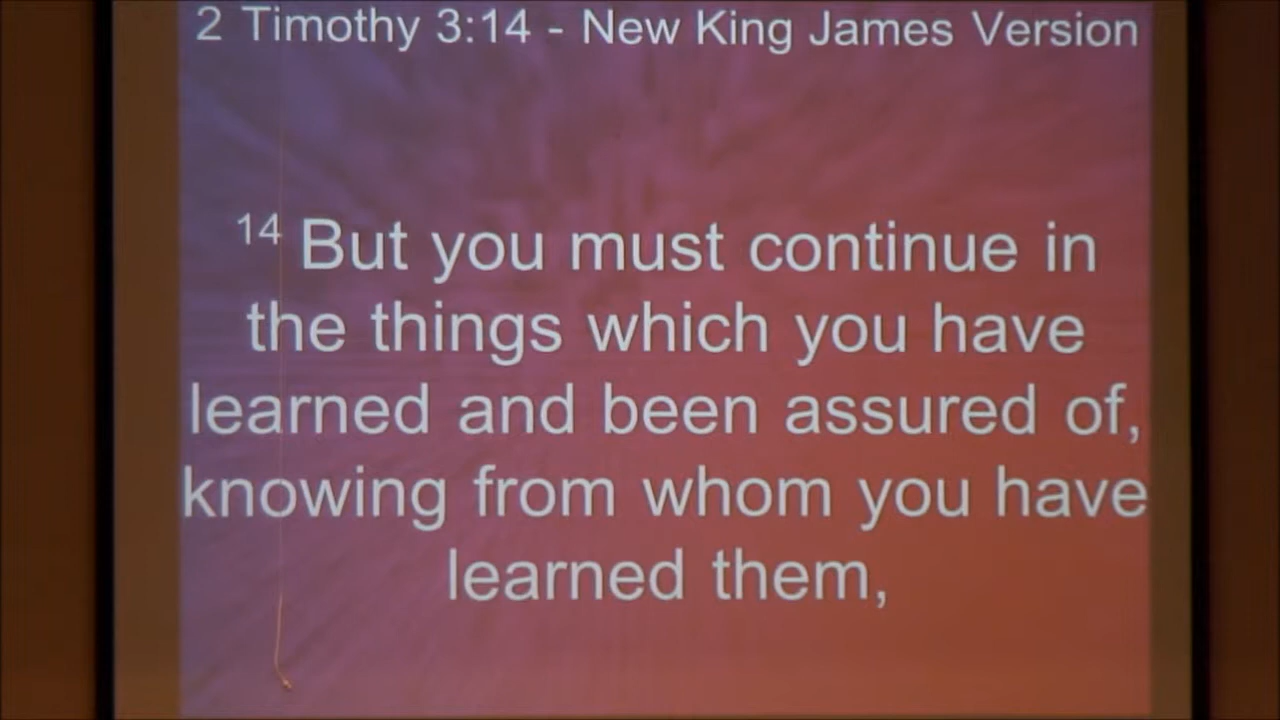 2 Timothy 3:14 - New King James Version
14 But you must continue in
the things which you have
learned and been assured of,
knowing from whom you have
learned them,